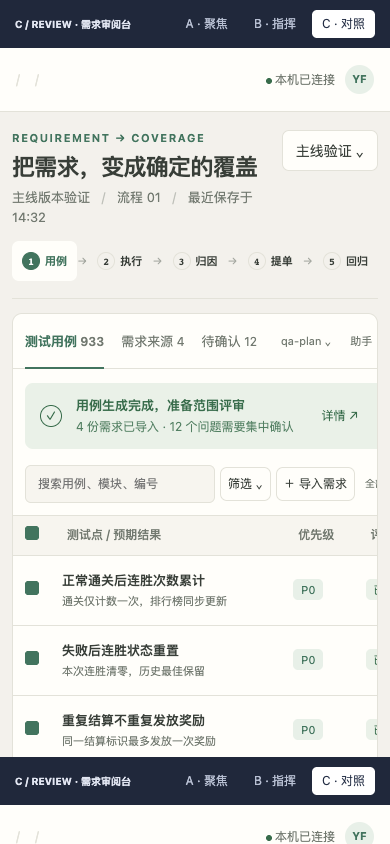 C / REVIEW · 需求审阅台 A · 聚焦 B · 指挥 C · 对照
/ / 本机已连接 YF
REQUIREMENT → COVERAGE
把需求，变成确定的覆盖
主线验证 ⌄
主线版本验证 / 流程 01 / 最近保存于
14:32
1 用例 → 2 执行 → 3 归因 → 4 提单 → 5 回归
测试用例 933 需求来源 4 待确认 12 qa-plan ⌄ 助手
用例生成完成，准备范围评审
4 份需求已导入 · 12 个问题需要集中确认
详情 ↗
搜索用例、模块、编号 筛选 ⌄ ＋ 导入需求
测试点 / 预期结果 优先级
正常通关后连胜次数累计
通关仅计数一次，排行榜同步更新
P0
失败后连胜状态重置
本次连胜清零，历史最佳保留
P0
重复结算不重复发放奖励
同一结算标识最多发放一次奖励
P0
C / REVIEW · 需求审阅台 A · 聚焦 B · 指挥 C · 对照
/ / 本机已连接 YF